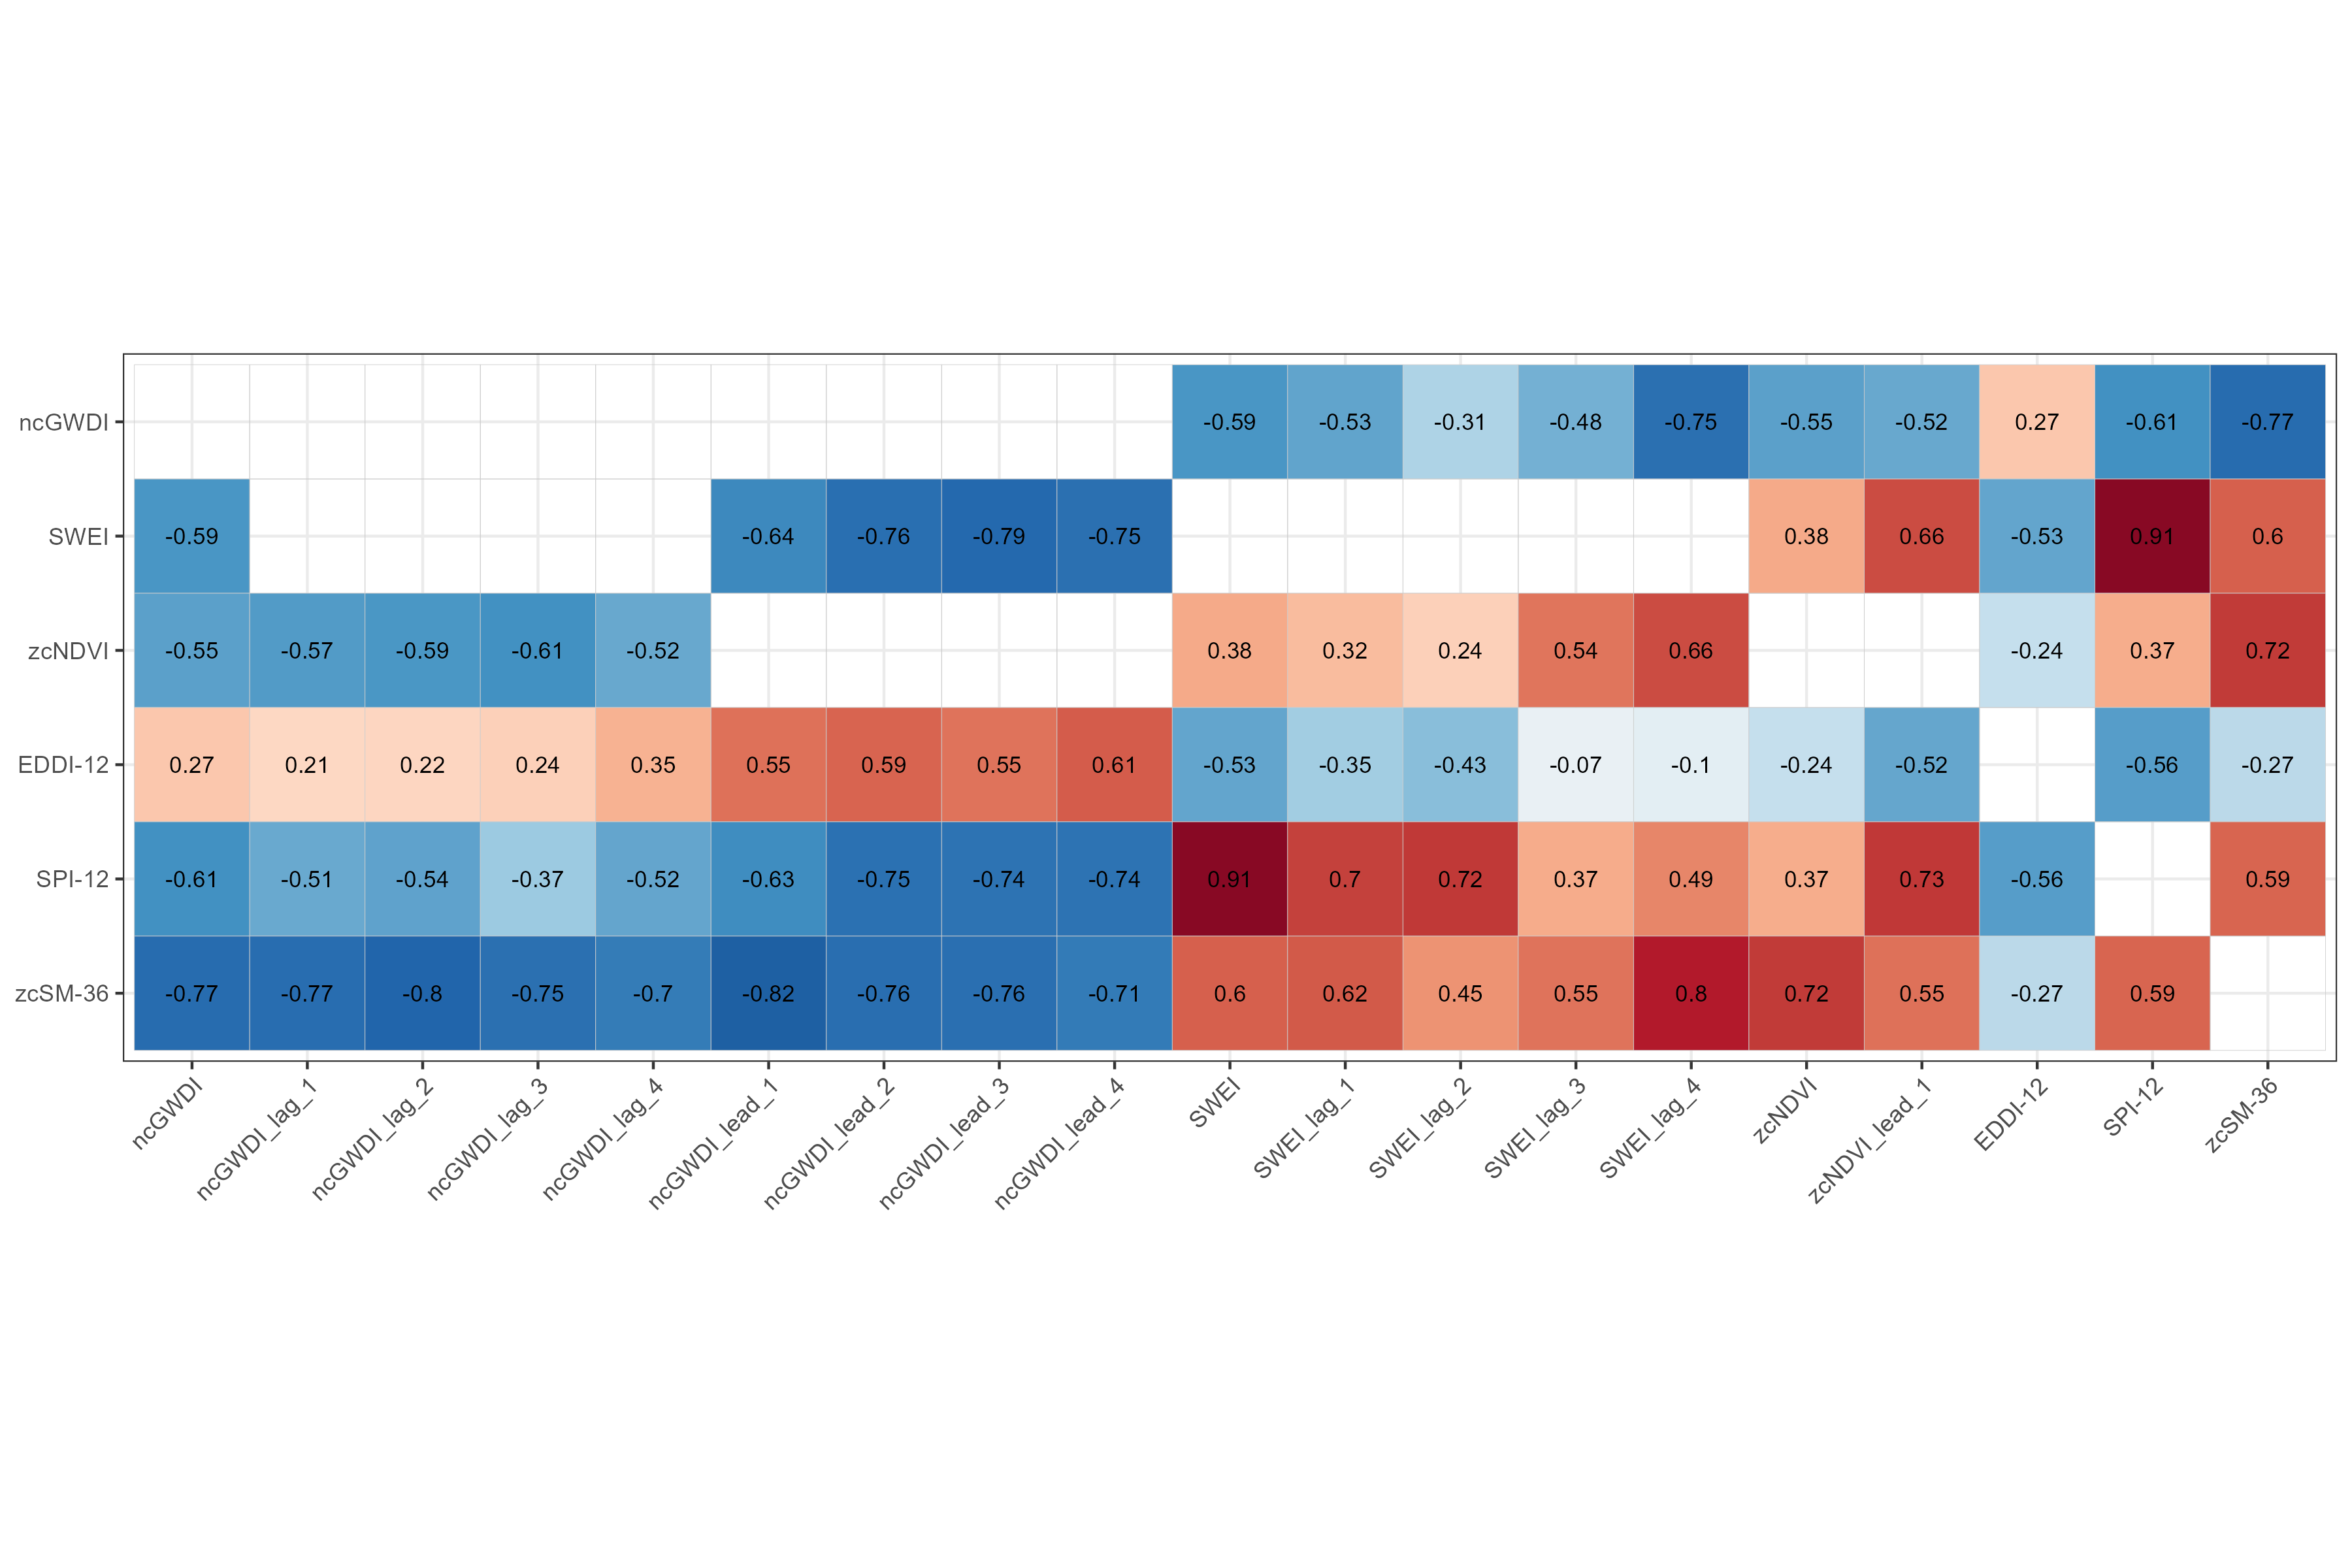 ncGWDI -0.59 -0.53 -0.31 -0.48 -0.75 -0.55 -0.52 0.27 -0.61 -0.77
SWEI -0.59 -0.64 -0.76 -0.79 -0.75 0.38 0.66 -0.53 0.91 0.6
zcNDVI -0.55 -0.57 -0.59 -0.61 -0.52 0.38 0.32 0.24 0.54 0.66 -0.24 0.37 0.72
EDDI-12 0.27 0.21 0.22 0.24 0.35 0.55 0.59 0.55 0.61 -0.53 -0.35 -0.43 -0.07 -0.1 -0.24 -0.52 -0.56 -0.27
SPI-12 -0.61 -0.51 -0.54 -0.37 -0.52 -0.63 -0.75 -0.74 -0.74 0.91 0.7 0.72 0.37 0.49 0.37 0.73 -0.56 0.59
zcSM-36 -0.77 -0.77 -0.8 -0.75 -0.7 -0.82 -0.76 -0.76 -0.71 0.6 0.62 0.45 0.55 0.8 0.72 0.55 -0.27 0.59
ncGWDI
ncGWDI_lag_1
ncGWDI_lag_2
ncGWDI_lag_3
ncGWDI_lag_4
ncGWDI_lead_1
ncGWDI_lead_2
ncGWDI_lead_3
ncGWDI_lead_4
SWEI
SWEI_lag_1
SWEI_lag_2
SWEI_lag_3
SWEI_lag_4
zcNDVI
zcNDVI_lead_1
EDDI-12
SPI-12
zcSM-36